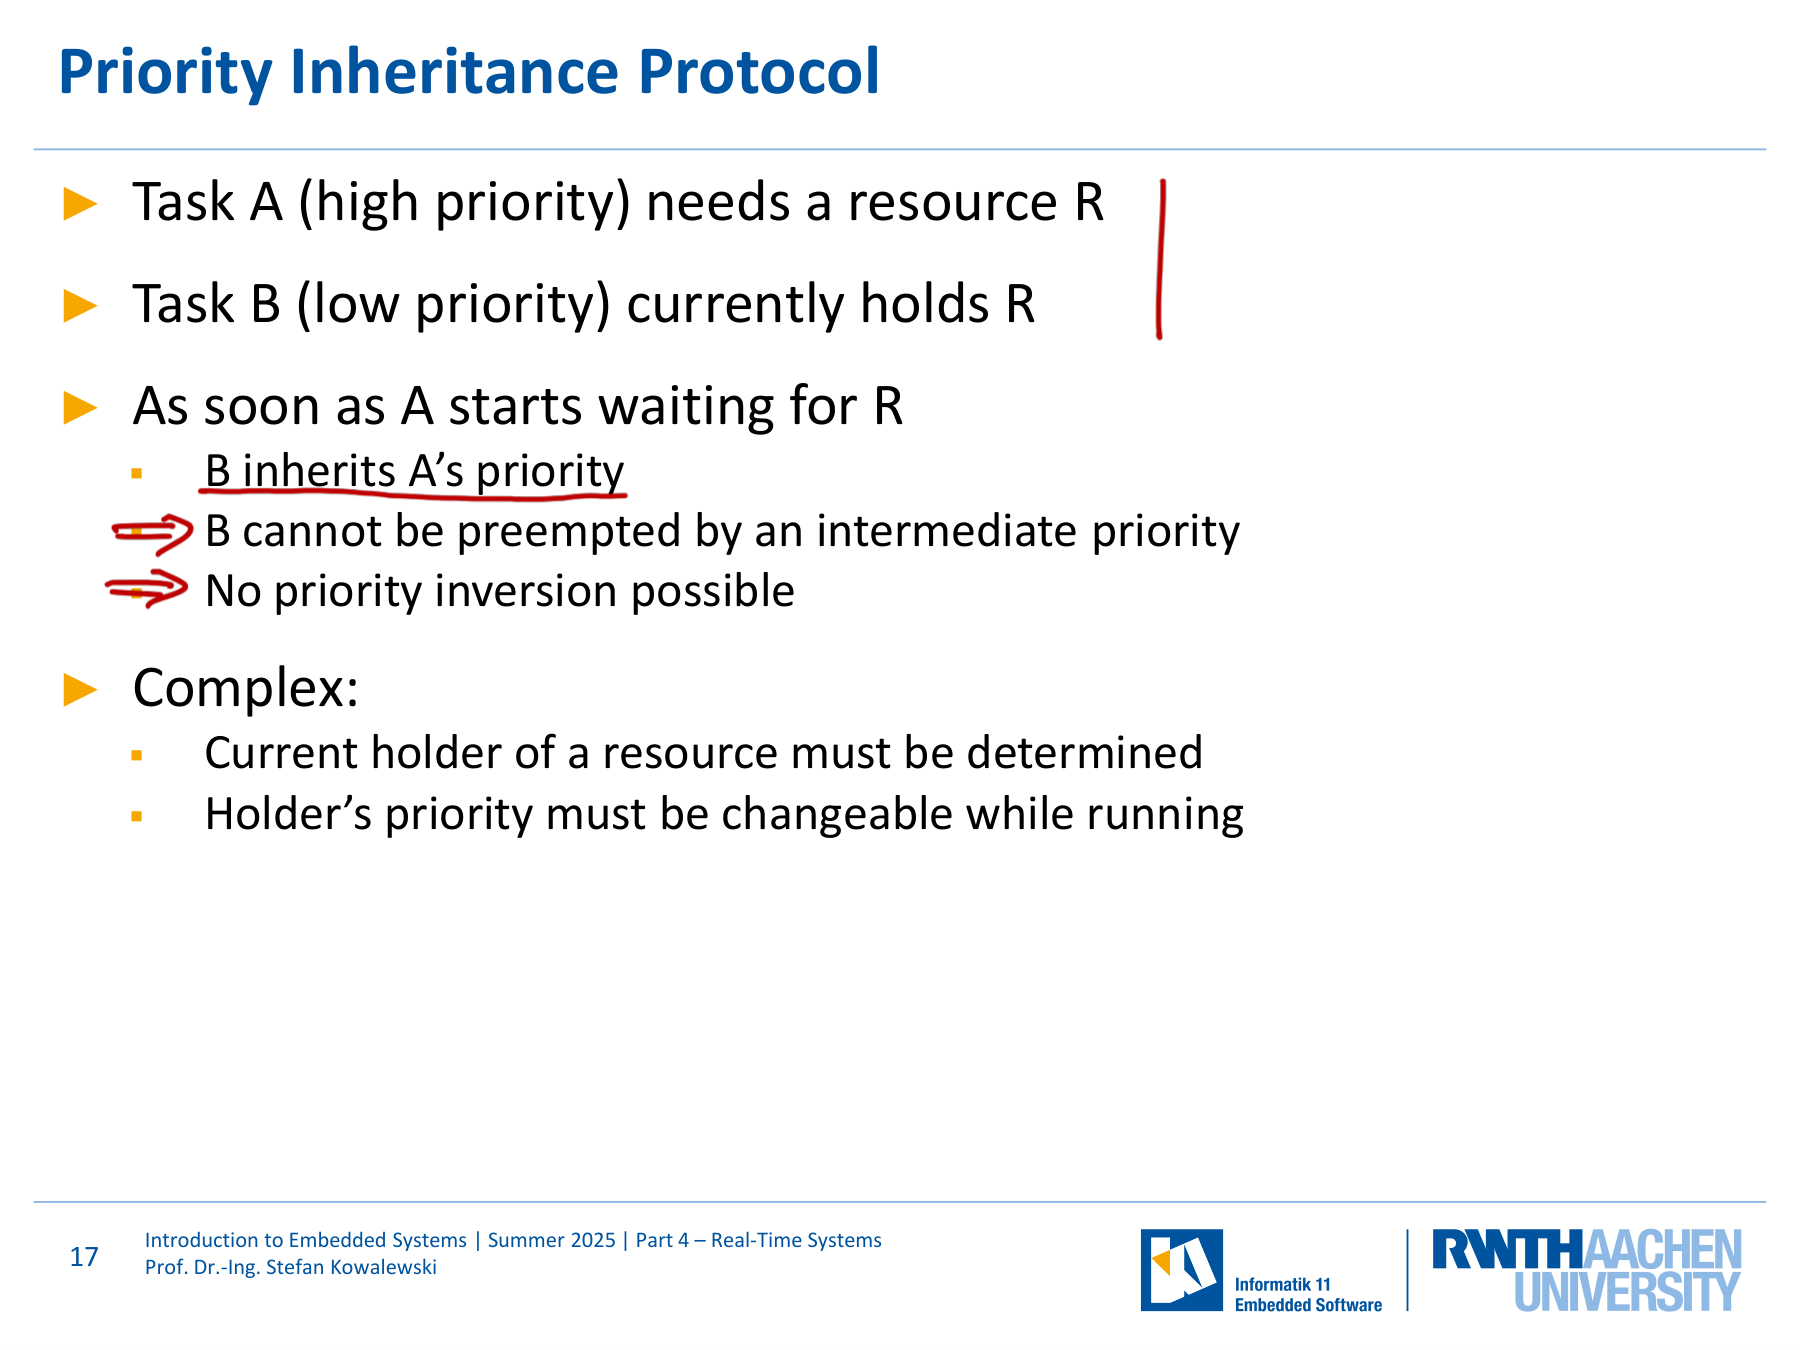 Priority Inheritance Protocol
Task A (high priority) needs a resource R
Task B (low priority) currently holds R
As soon as A starts waiting for R
B inherits A’s priority
B cannot be preempted by an intermediate priority
No priority inversion possible
Complex:
Current holder of a resource must be determined
Holder’s priority must be changeable while running
17
Introduction to Embedded Systems | Summer 2025 | Part 4 – Real-Time Systems
Prof. Dr.-Ing. Stefan Kowalewski
Informatik 11
Embedded Software
RWTHAACHEN
UNIVERSITY